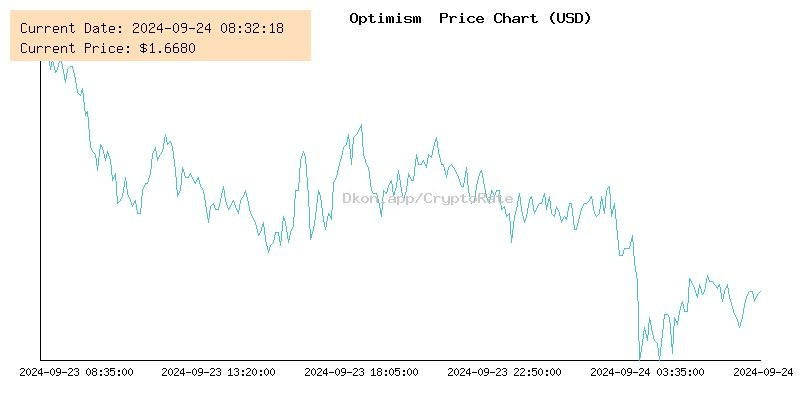 Optimism Price Chart (USD)
Current Date: 2024-09-24 08:32:18
Current Price: $1.6680
Dkon.app/CryptoRate
2024-09-23 08:35:00 2024-09-23 13:20:00 2024-09-23 18:05:00 2024-09-23 22:50:00 2024-09-24 03:35:00 2024-09-24